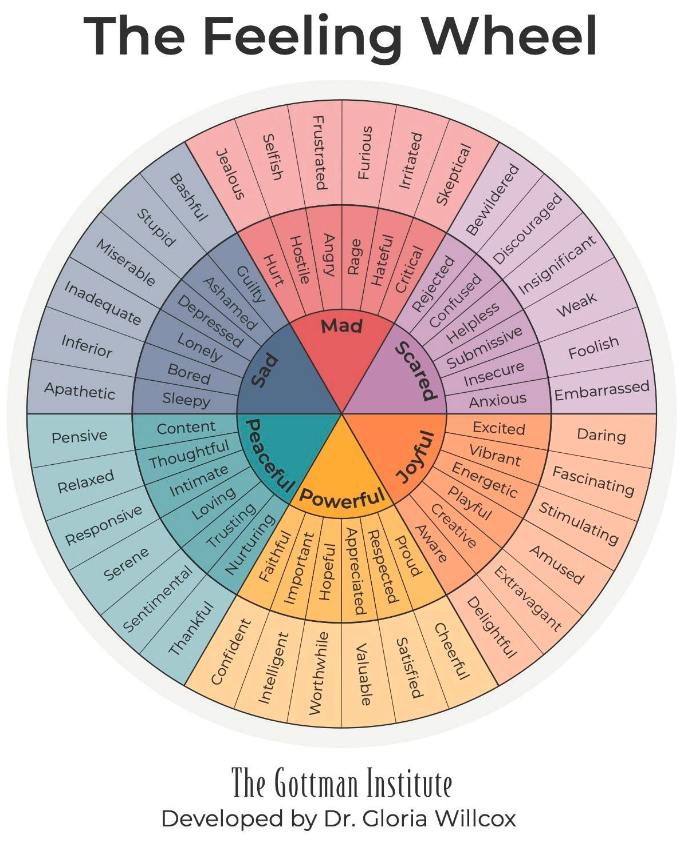 The Feeling Wheel
Mad
Scared
Joyful
Powerful
Peaceful
Sad
Hurt
Hostile
Angry
Rage
Hateful
Critical
Rejected
Confused
Helpless
Submissive
Insecure
Anxious
Excited
Vibrant
Energetic
Playful
Creative
Aware
Proud
Respected
Appreciated
Hopeful
Important
Faithful
Nurturing
Trusting
Loving
Intimate
Thoughtful
Content
Sleepy
Bored
Lonely
Depressed
Ashamed
Guilty
Jealous
Selfish
Frustrated
Furious
Irritated
Skeptical
Bewildered
Discouraged
Insignificant
Weak
Foolish
Embarrassed
Daring
Fascinating
Stimulating
Amused
Extravagant
Delightful
Cheerful
Satisfied
Valuable
Worthwhile
Intelligent
Confident
Thankful
Sentimental
Serene
Responsive
Relaxed
Pensive
Apathetic
Inferior
Inadequate
Miserable
Stupid
Bashful
The Gottman Institute
Developed by Dr. Gloria Willcox